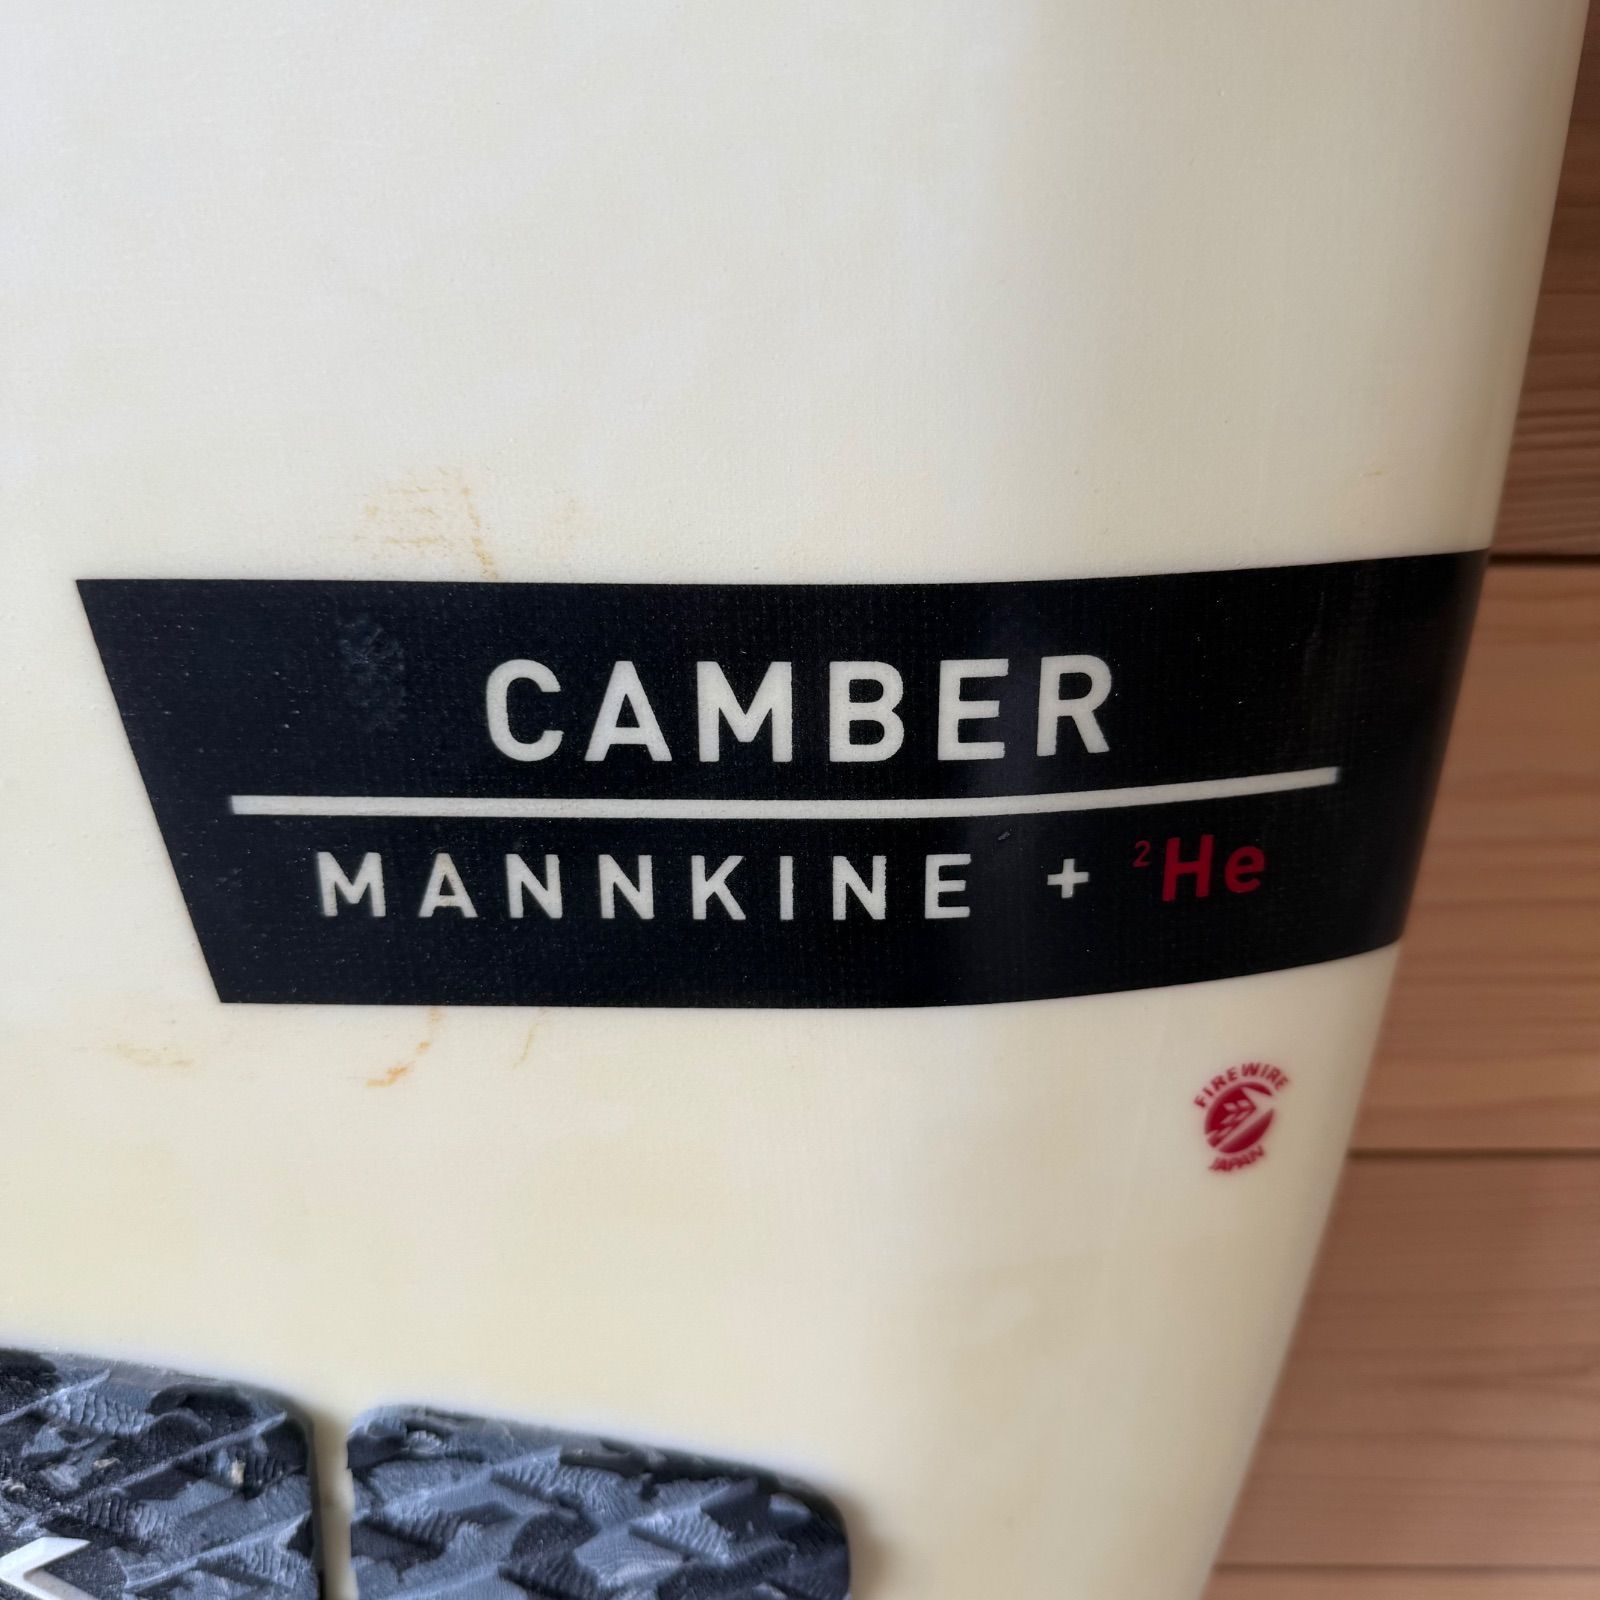 CAMBER
MANNKINE + ²He
FIREWIRE
JAPAN